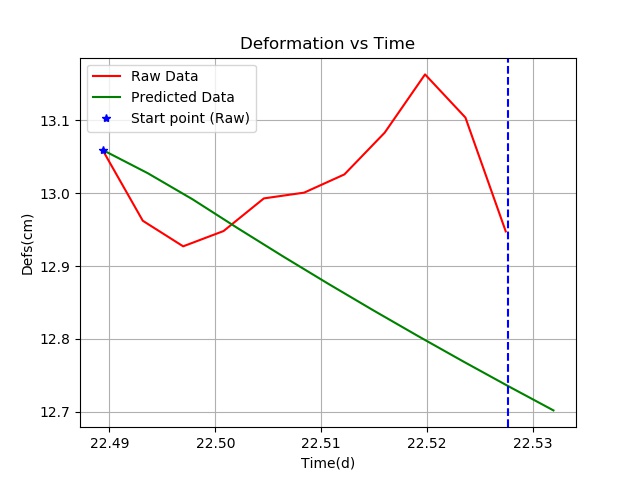 Deformation vs Time
Raw Data
Predicted Data
Start point (Raw)
Defs(cm)
13.1
13.0
12.9
12.8
12.7
22.49 22.50 22.51 22.52 22.53
Time(d)